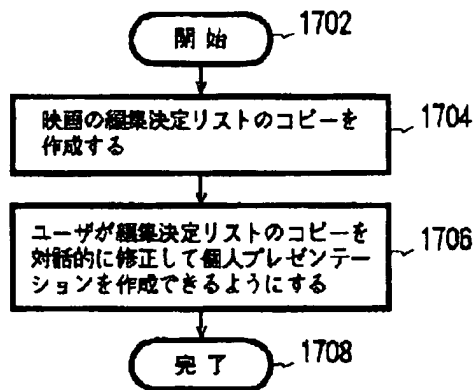 開始
1702
映画の編集決定リストのコピーを
作成する
1704
ユーザが編集決定リストのコピーを
対話的に修正して個人プレゼンテー
ションを作成できるようにする
1706
完了
1708